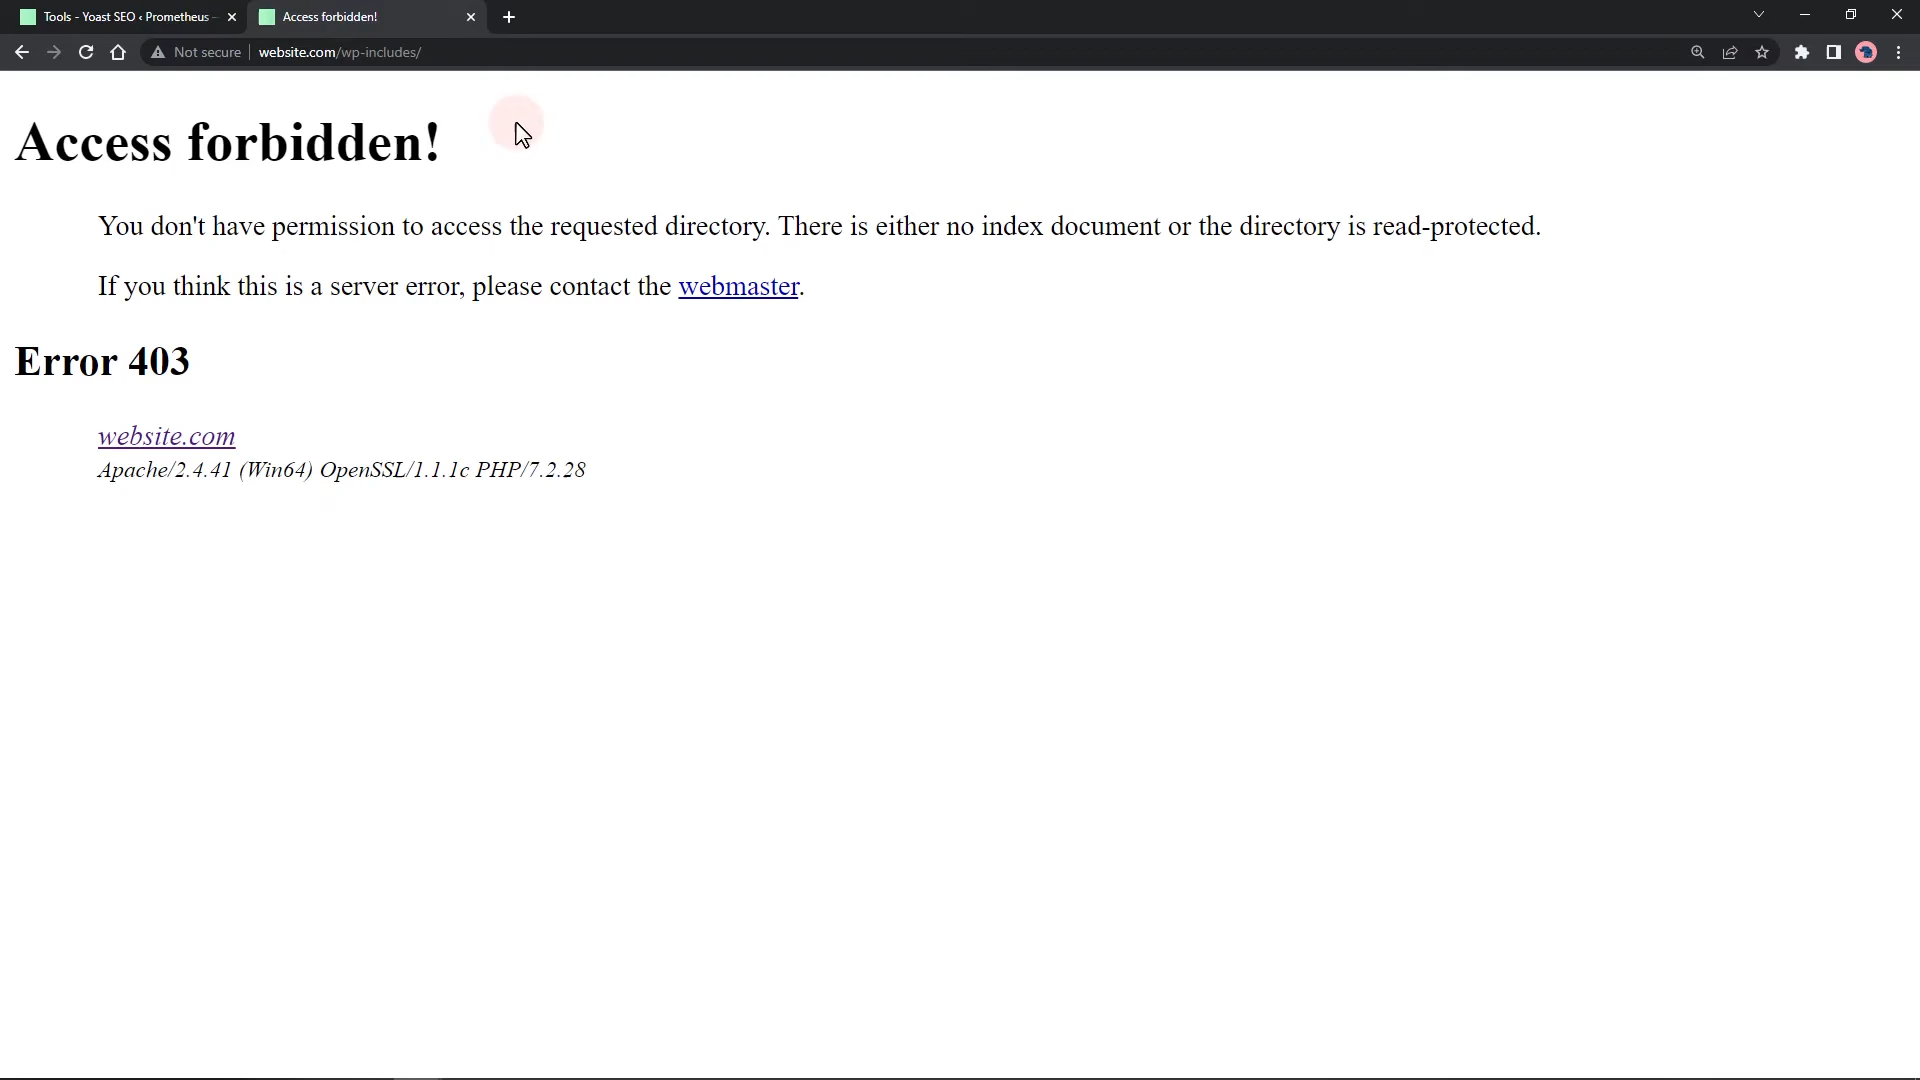 Tools - Yoast SEO ‹ Prometheus -
Access forbidden!
Not secure
website.com/wp-includes/
Access forbidden!
You don't have permission to access the requested directory. There is either no index document or the directory is read-protected.
If you think this is a server error, please contact the webmaster.
Error 403
website.com
Apache/2.4.41 (Win64) OpenSSL/1.1.1c PHP/7.2.28